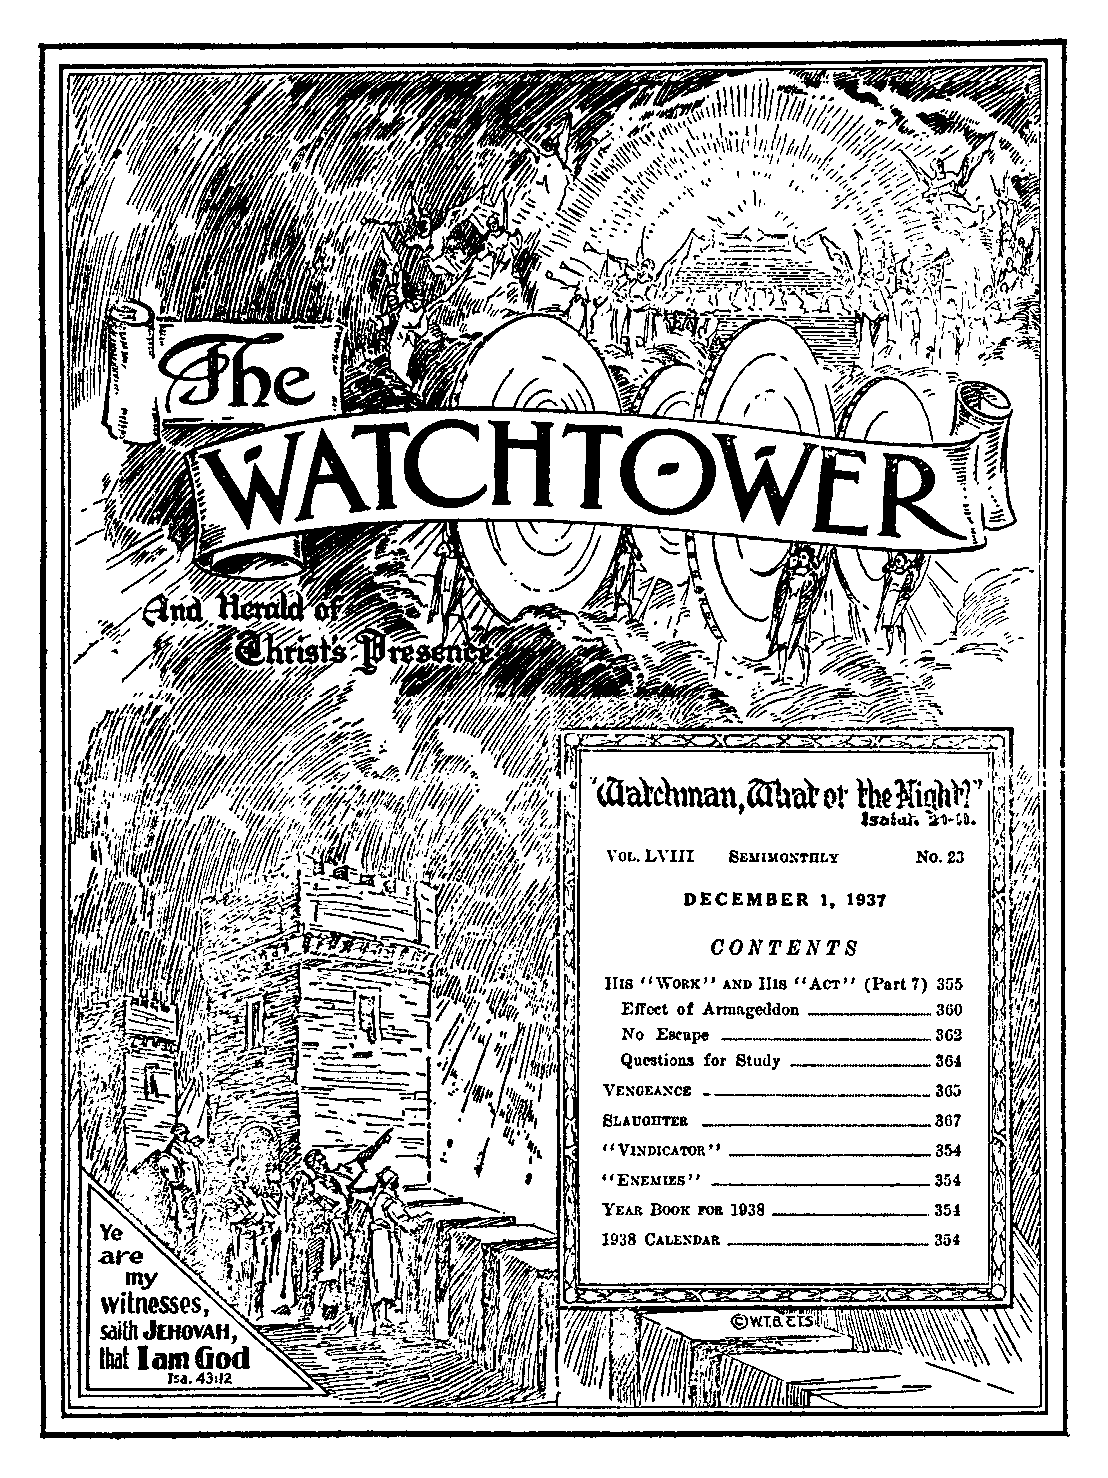 The
WATCHTOWER
And Herald of
Christ's Presence
"Watchman, What of the Night?"
Isaiah
VOL. LVIII SEMIMONTHLY No. 23
DECEMBER 1, 1937
CONTENTS
HIS "WORK" AND HIS "ACT" (Part 7) 355
Effect of Armageddon 360
No Escape 362
Questions for Study 364
VENGEANCE 365
SLAUGHTER 367
"VINDICATOR" 354
"ENEMIES" 354
YEAR BOOK FOR 1938 354
1938 CALENDAR 354
©W.T.B. & T.S.
Ye
are
my
witnesses,
saith JEHOVAH,
that I am God
Isa. 43:12